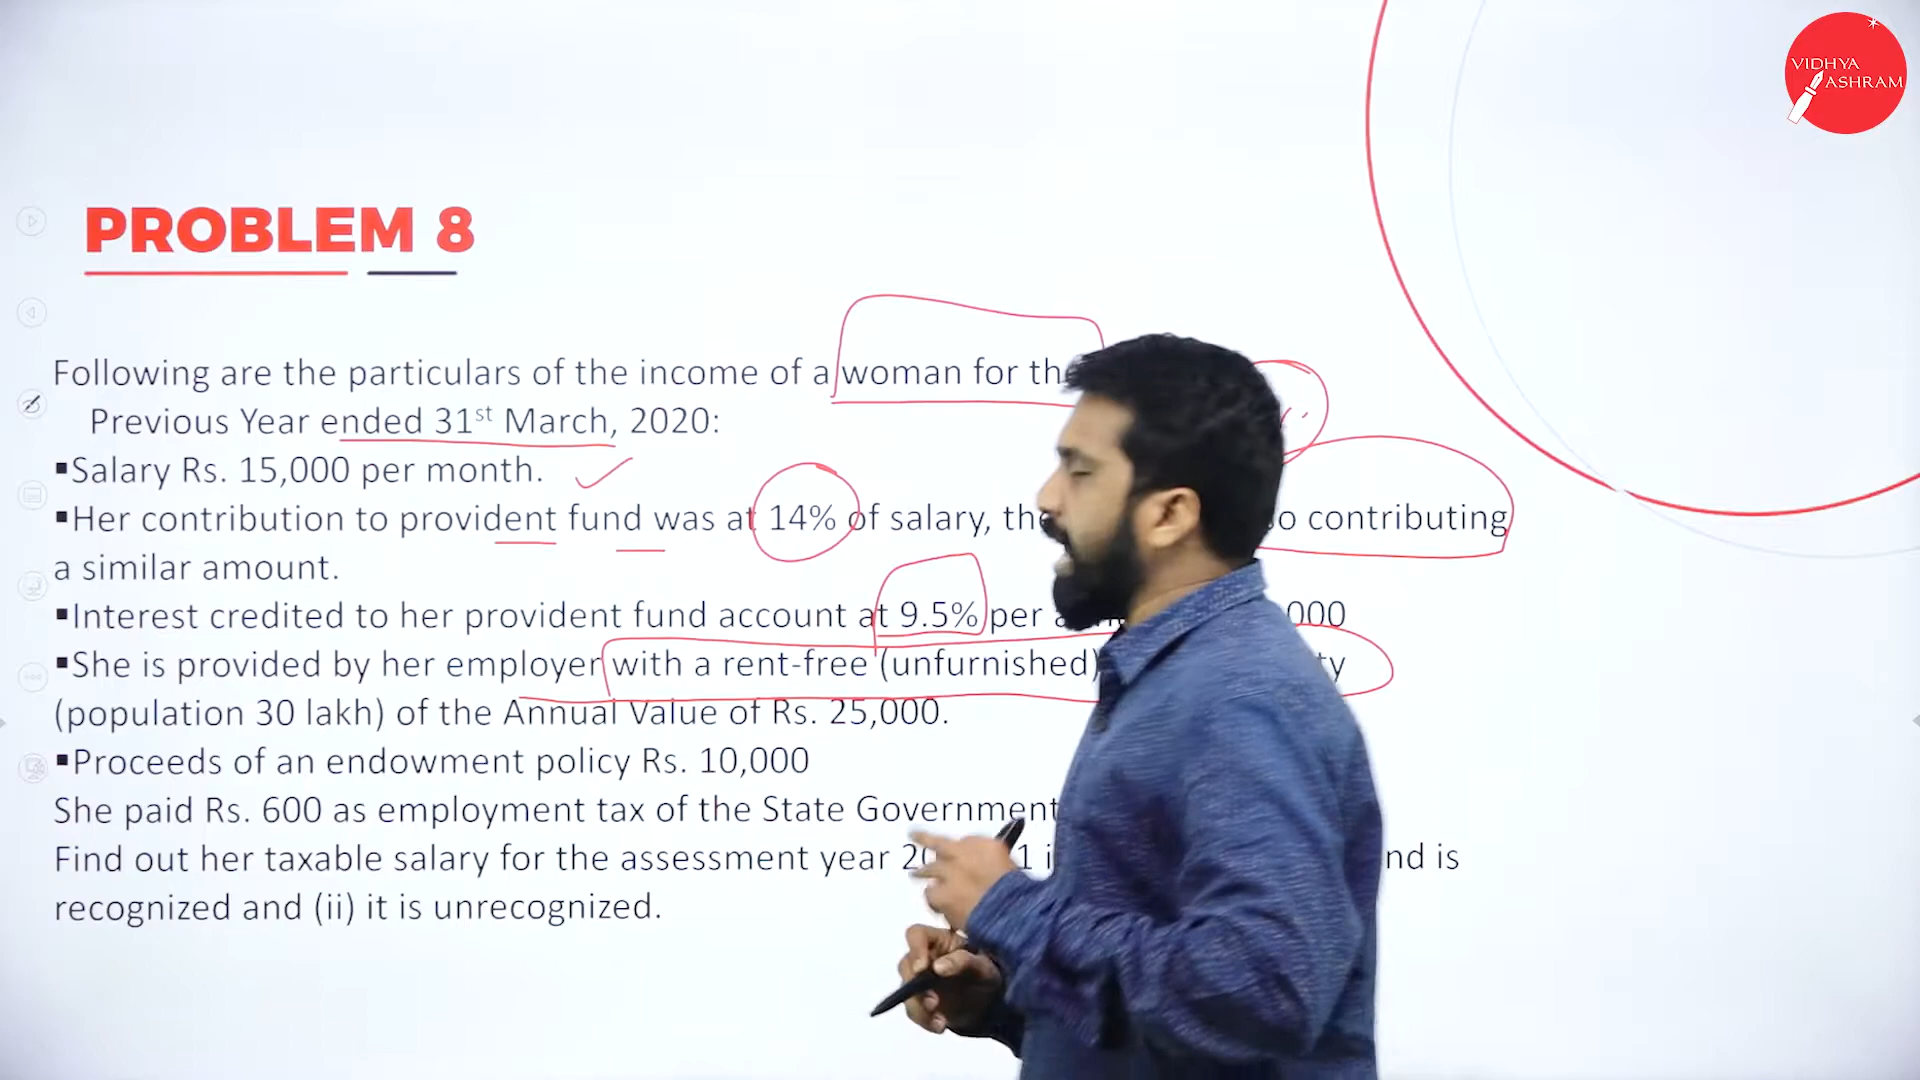 VIDHYA
ASHRAM
PROBLEM 8
Following are the particulars of the income of a woman for the
Previous Year ended 31st March, 2020:
▪Salary Rs. 15,000 per month.
▪Her contribution to provident fund was at 14% of salary, contributing
a similar amount.
▪Interest credited to her provident fund account at 9.5% per
▪She is provided by her employer with a rent-free (unfurnished)
(population 30 lakh) of the Annual Value of Rs. 25,000.
▪Proceeds of an endowment policy Rs. 10,000
She paid Rs. 600 as employment tax of the State Government
Find out her taxable salary for the assessment year is
recognized and (ii) it is unrecognized.